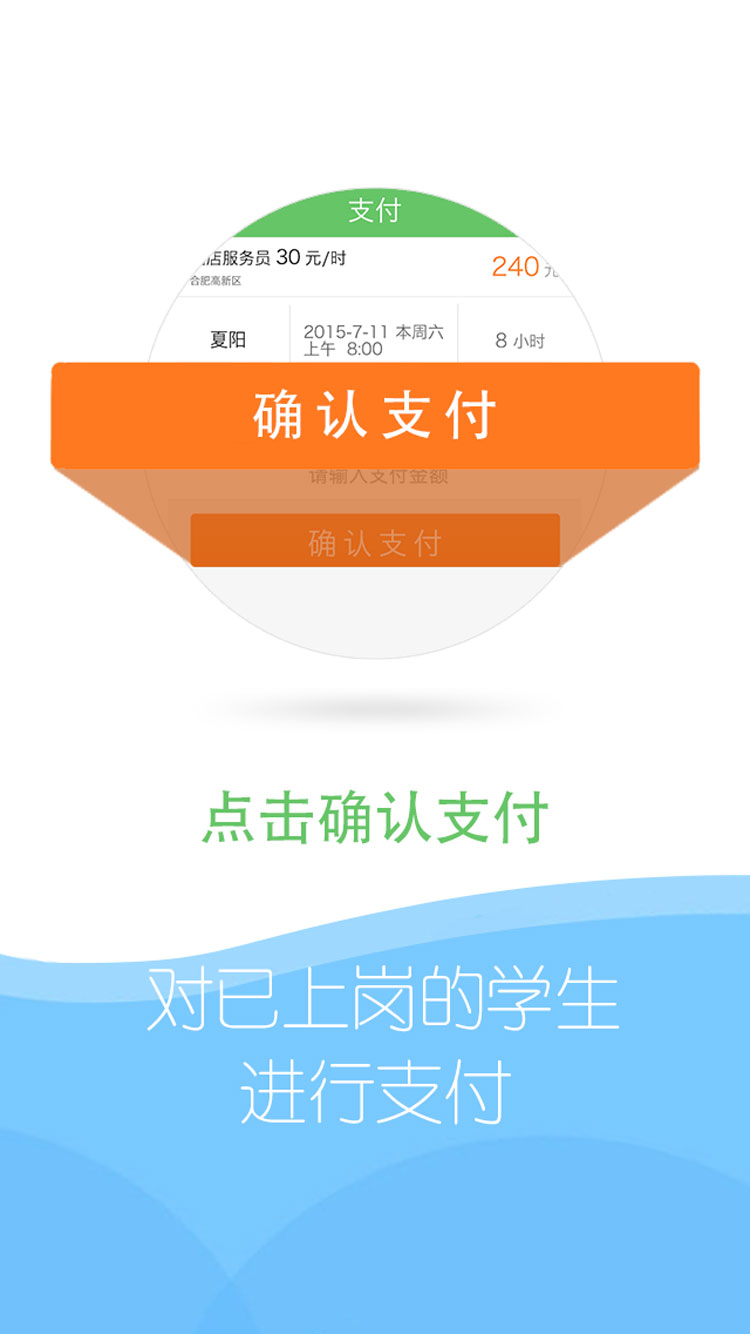 支付
店服务员 30 元/时
240 元
合肥高新区
夏阳
2015-7-11 本周六
上午 8:00
8 小时
确认支付
请输入支付金额
确认支付
点击确认支付
对已上岗的学生
进行支付